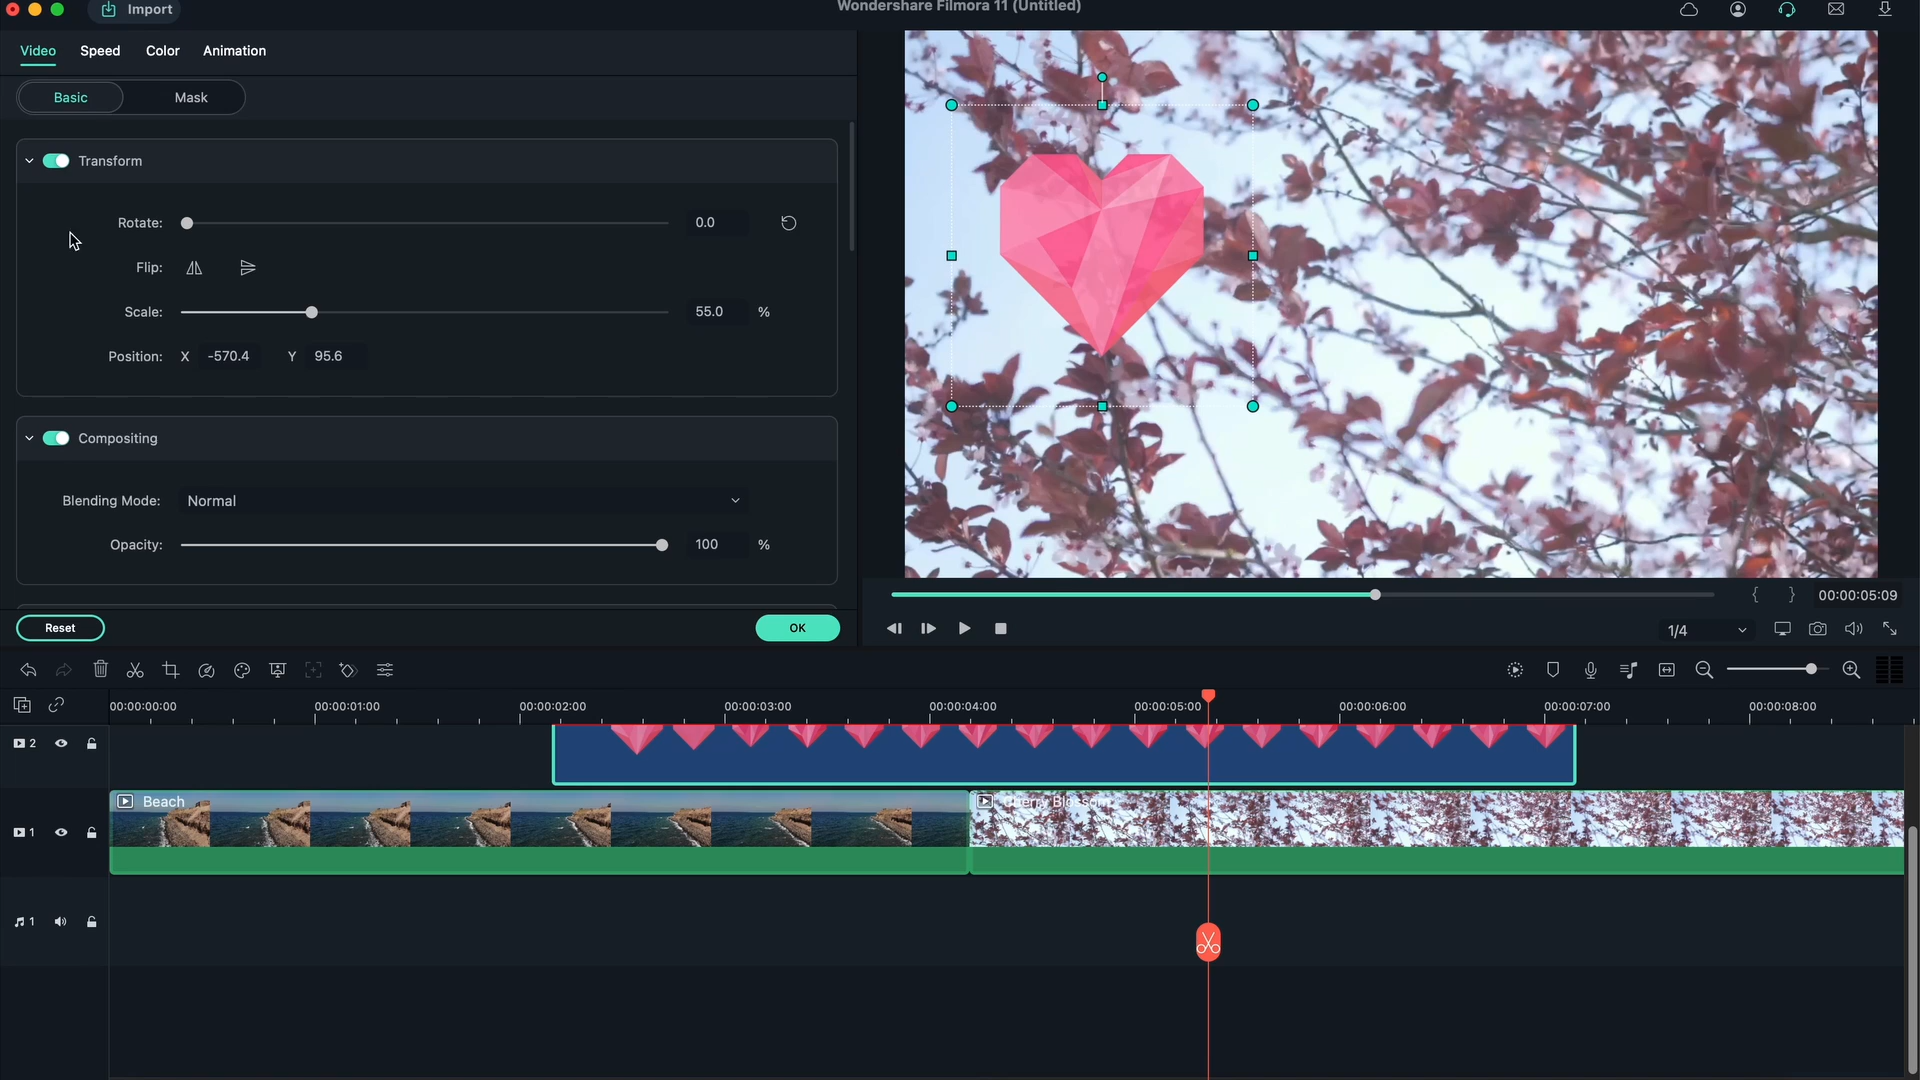 Import
Wondershare Filmora 11 (Untitled)
Video Speed Color Animation
Basic Mask
Transform
Rotate: 0.0
Flip:
Scale: 55.0 %
Position: X -570.4 Y 95.6
Compositing
Blending Mode: Normal
Opacity: 100 %
Reset OK
{ } 00:00:05:09
1/4
00:00:00:00 00:00:01:00 00:00:02:00 00:00:03:00 00:00:04:00 00:00:05:00 00:00:06:00 00:00:07:00 00:00:08:00
2
Beach Cherry Blossom
1
1